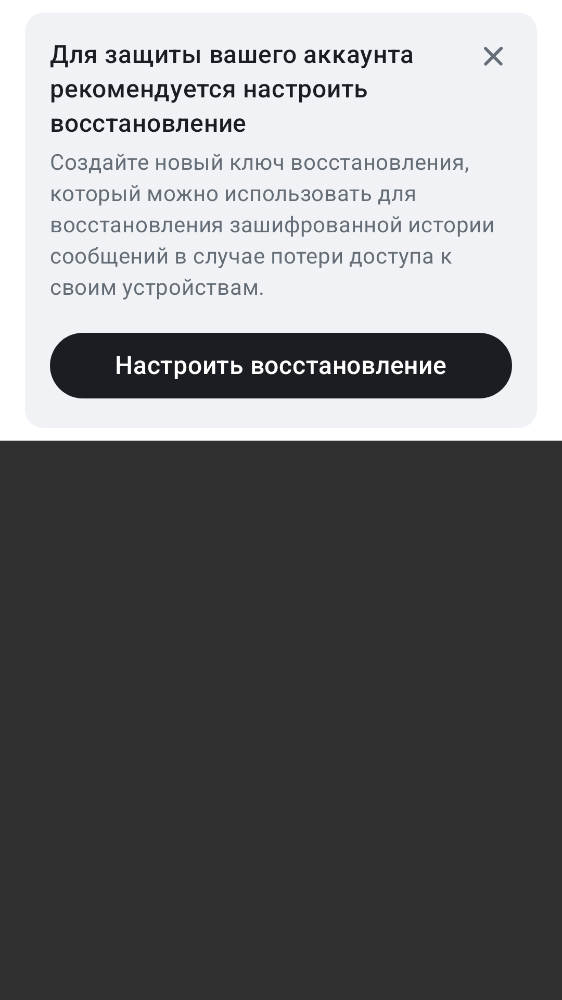 Для защиты вашего аккаунта
рекомендуется настроить
восстановление
Создайте новый ключ восстановления,
который можно использовать для
восстановления зашифрованной истории
сообщений в случае потери доступа к
своим устройствам.
Настроить восстановление